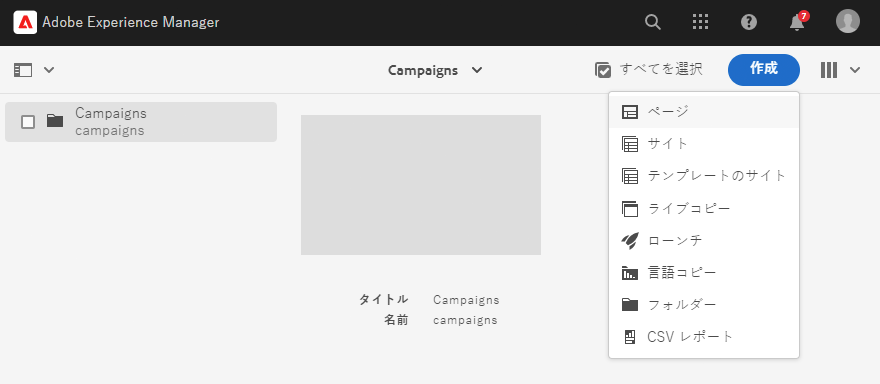 Adobe Experience Manager
7
Campaigns
すべてを選択
作成
Campaigns
campaigns
ページ
サイト
テンプレートのサイト
ライブコピー
ローンチ
言語コピー
フォルダー
CSV レポート
タイトル Campaigns
名前 campaigns